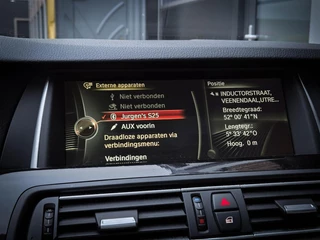 Externe apparaten
Niet verbonden
Niet verbonden
Jurgen's S25
AUX voorin
Draadloze apparaten via
verbindingsmenu:
Verbindingen
Positie
INDUCTORSTRAAT,
VEENENDAAL,UTRE...
Breedtegraad:
52° 00' 41"N
Lengtegr.:
5° 33' 42"O
Hoog. 0 m